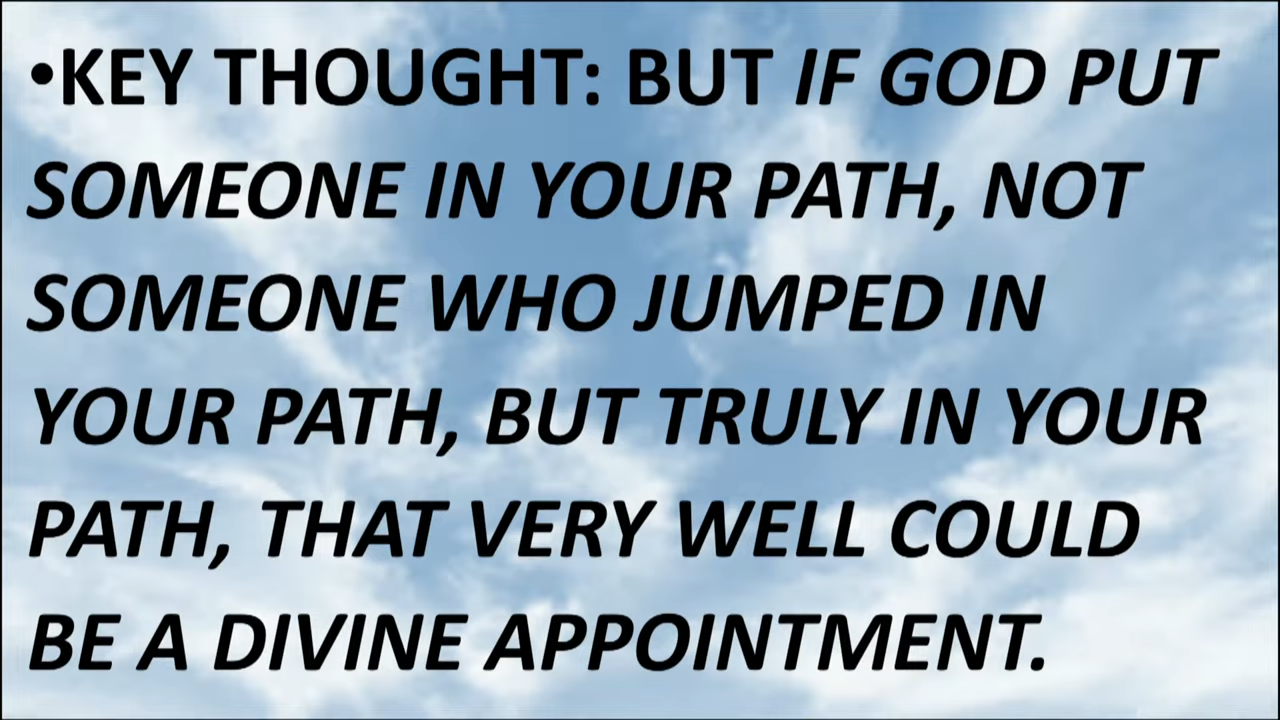 •KEY THOUGHT: BUT IF GOD PUT
SOMEONE IN YOUR PATH, NOT
SOMEONE WHO JUMPED IN
YOUR PATH, BUT TRULY IN YOUR
PATH, THAT VERY WELL COULD
BE A DIVINE APPOINTMENT.